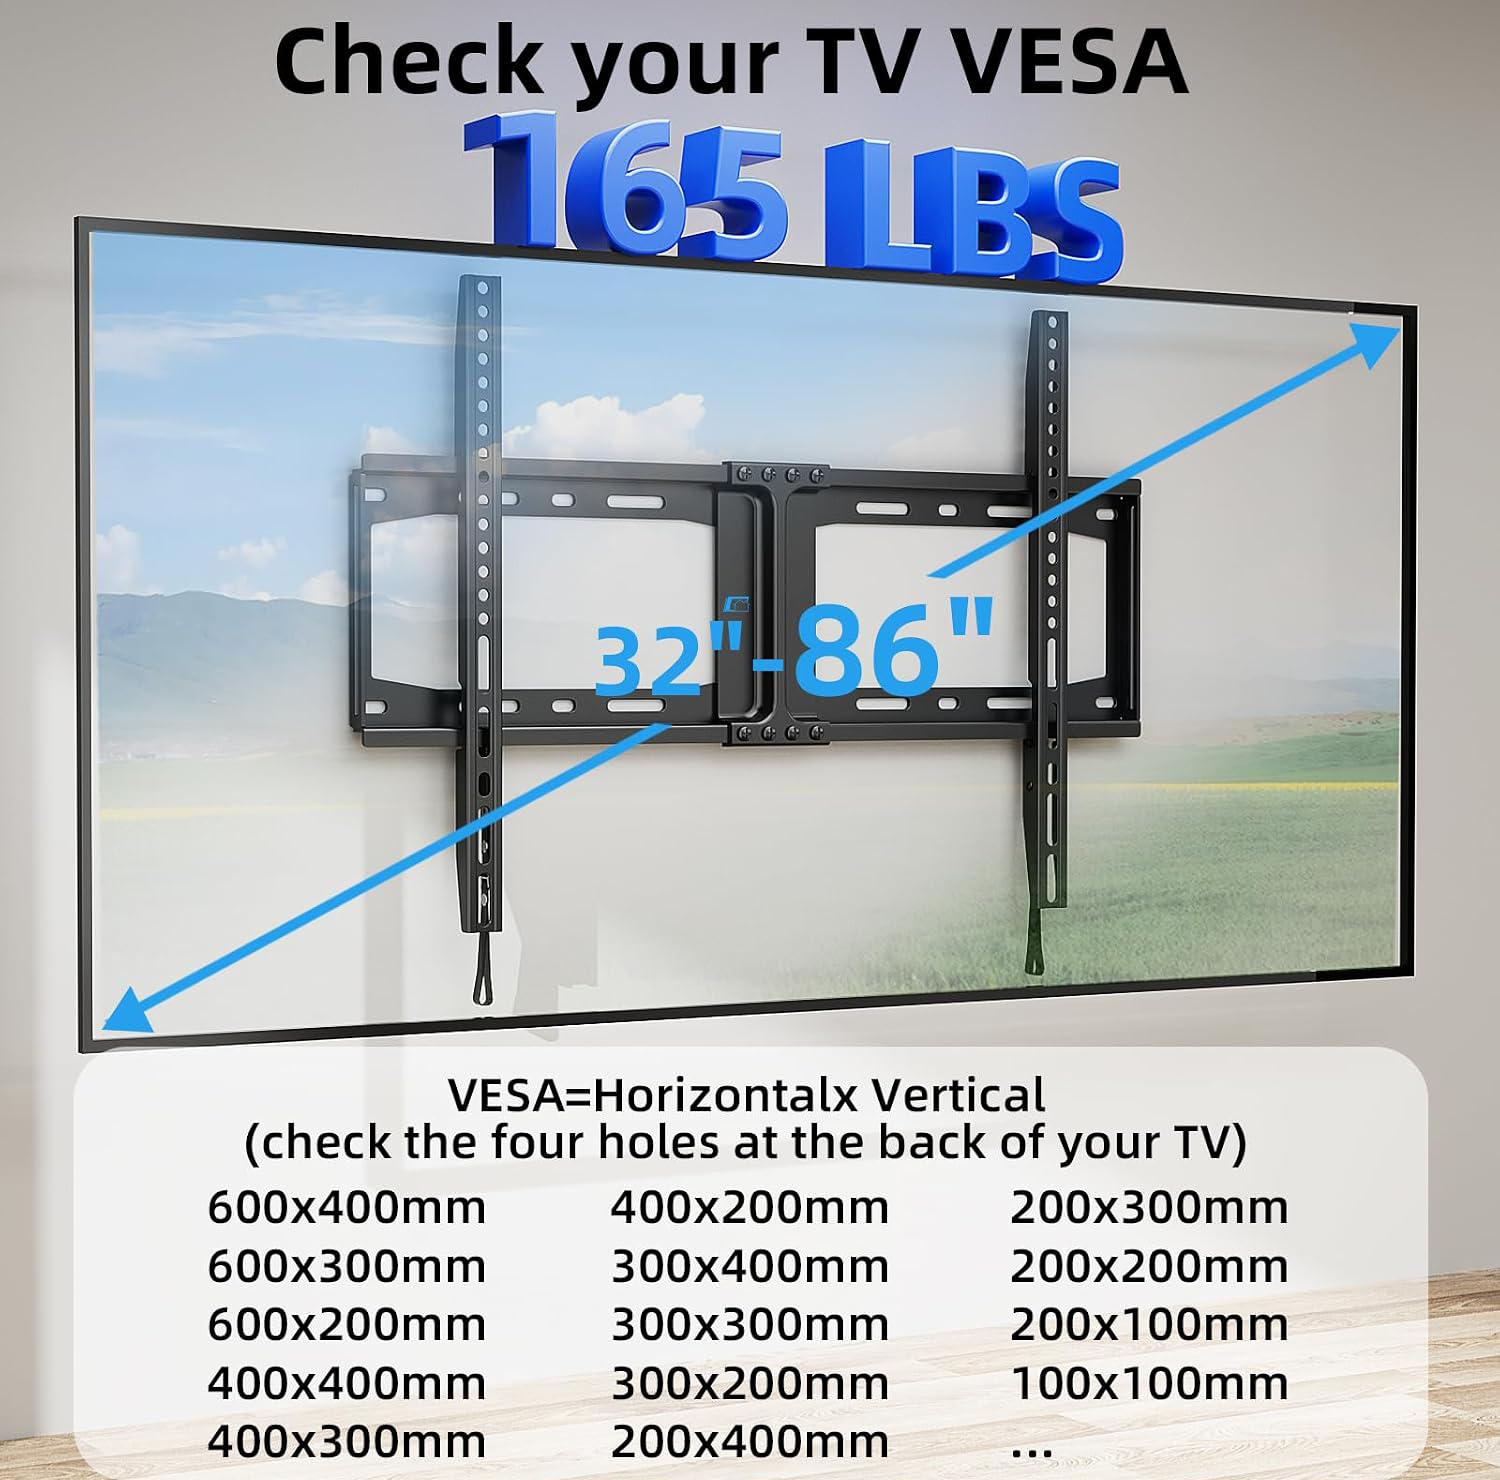 Check your TV VESA
165 LBS
32"-86"
VESA=Horizontalx Vertical
(check the four holes at the back of your TV)
600x400mm 400x200mm 200x300mm
600x300mm 300x400mm 200x200mm
600x200mm 300x300mm 200x100mm
400x400mm 300x200mm 100x100mm
400x300mm 200x400mm ...